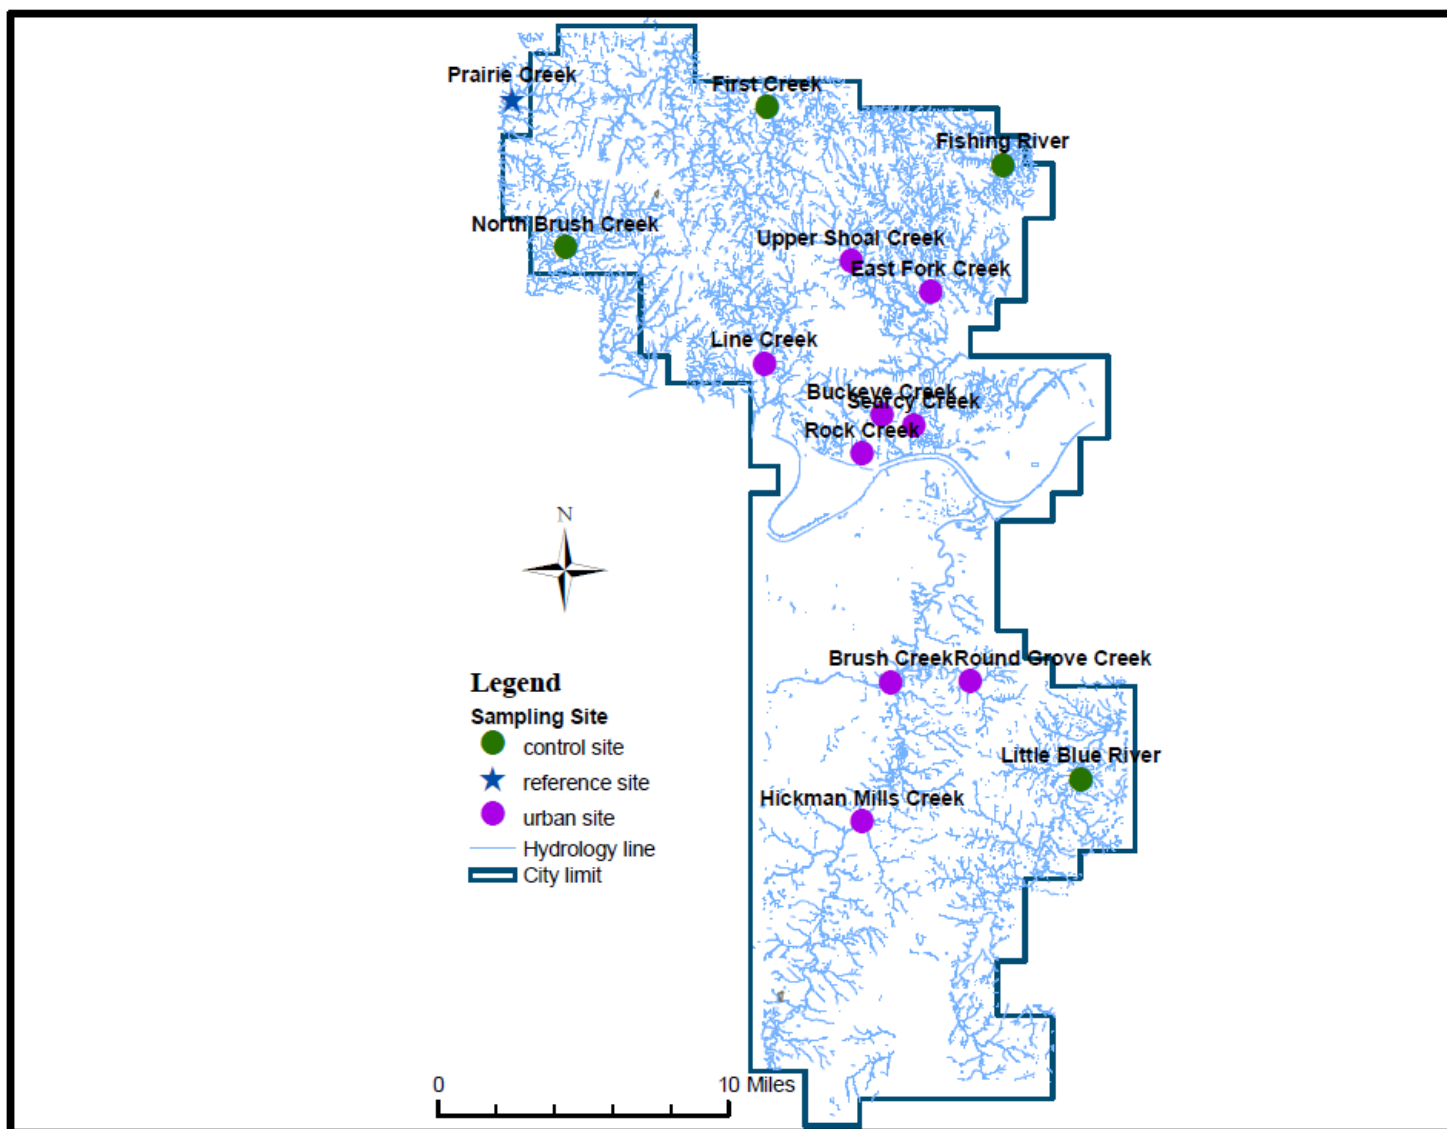 Prairie Creek
First Creek
Fishing River
North Brush Creek
Upper Shoal Creek
East Fork Creek
Line Creek
Buckeye Creek
Searcy Creek
Rock Creek
N
Brush Creek
Round Grove Creek
Legend
Sampling Site
control site
reference site
urban site
Hydrology line
City limit
Little Blue River
Hickman Mills Creek
0 10 Miles